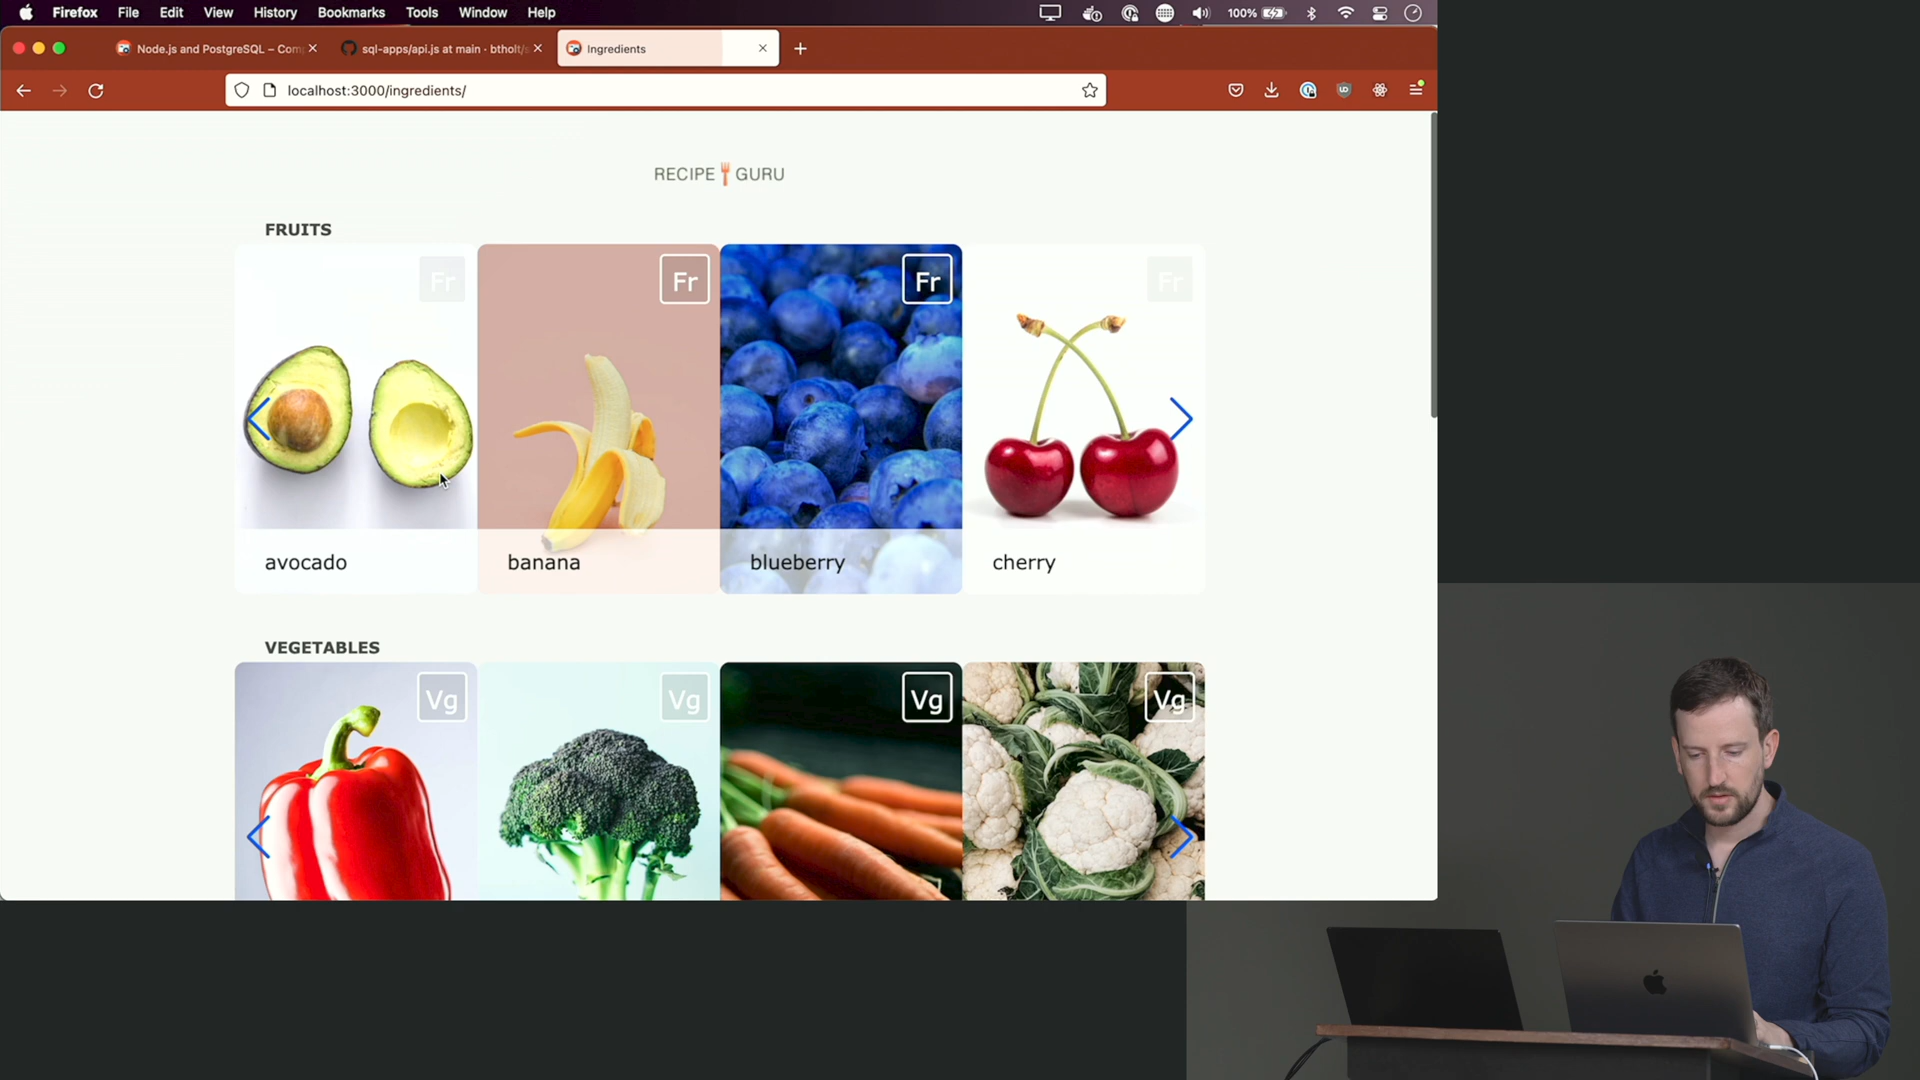 Firefox File Edit View History Bookmarks Tools Window Help 100%
Node.js and PostgreSQL – Com sql-apps/api.js at main · btholt/s Ingredients
localhost:3000/ingredients/
RECIPE GURU
FRUITS
Fr Fr Fr Fr
avocado banana blueberry cherry
VEGETABLES
Vg Vg Vg Vg